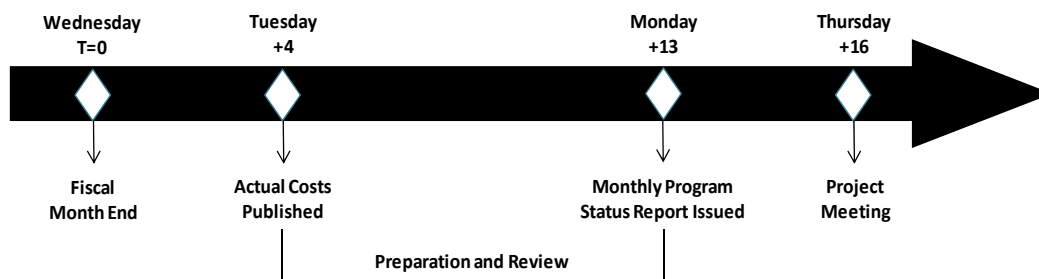 Wednesday
T=0
Tuesday
+4
Monday
+13
Thursday
+16
Fiscal
Month End
Actual Costs
Published
Monthly Program
Status Report Issued
Project
Meeting
Preparation and Review